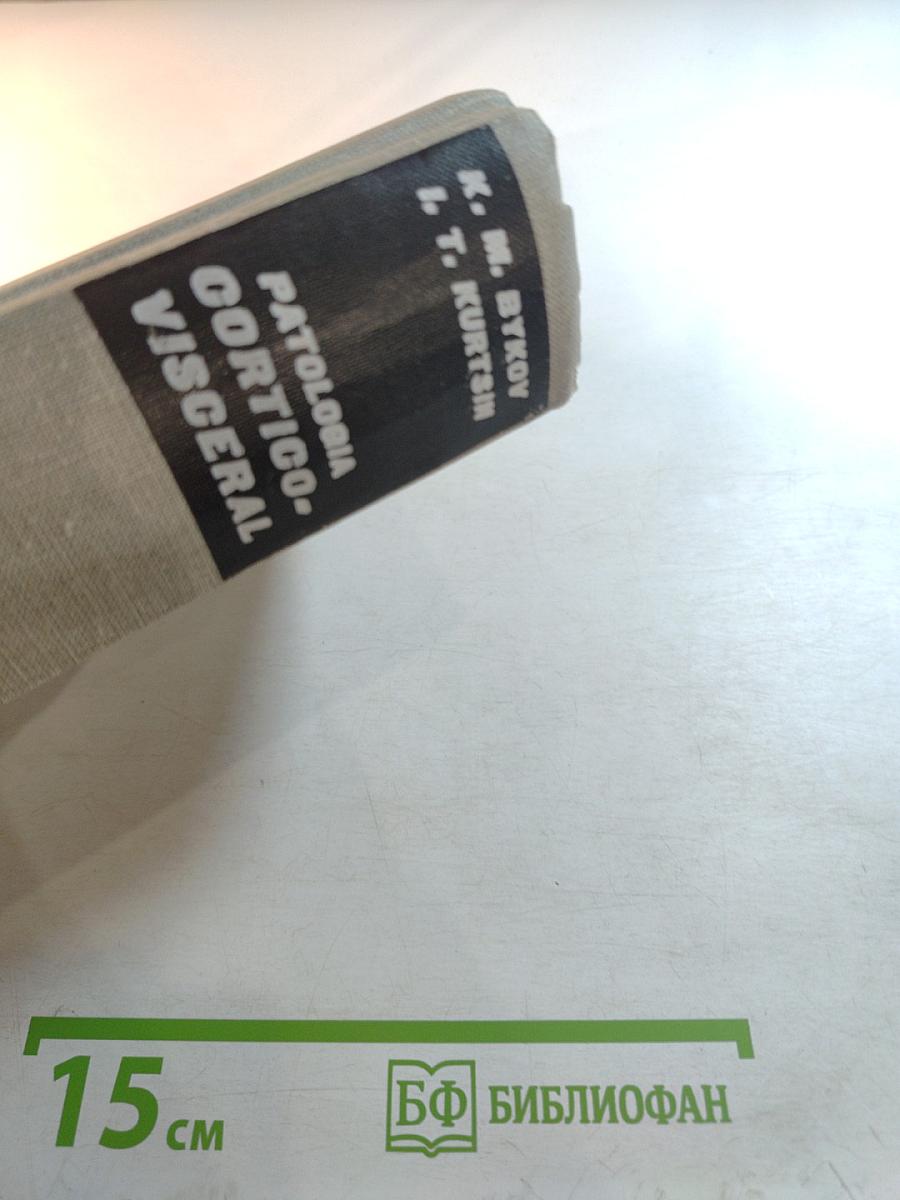 K. M. BYKOV
I. T. KURTSIN
PATOLOGIA
CORTICO-
VISCERAL
15 см
БФ БИБЛИОФАН